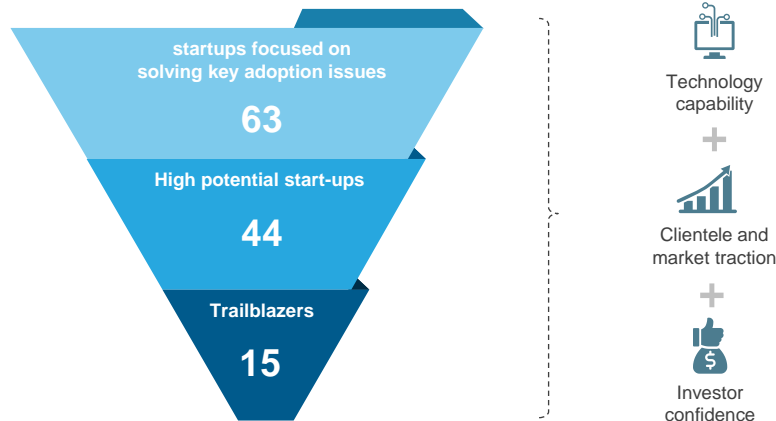 startups focused on
solving key adoption issues
63
High potential start-ups
44
Trailblazers
15
Technology
capability
+
Clientele and
market traction
+
$
Investor
confidence